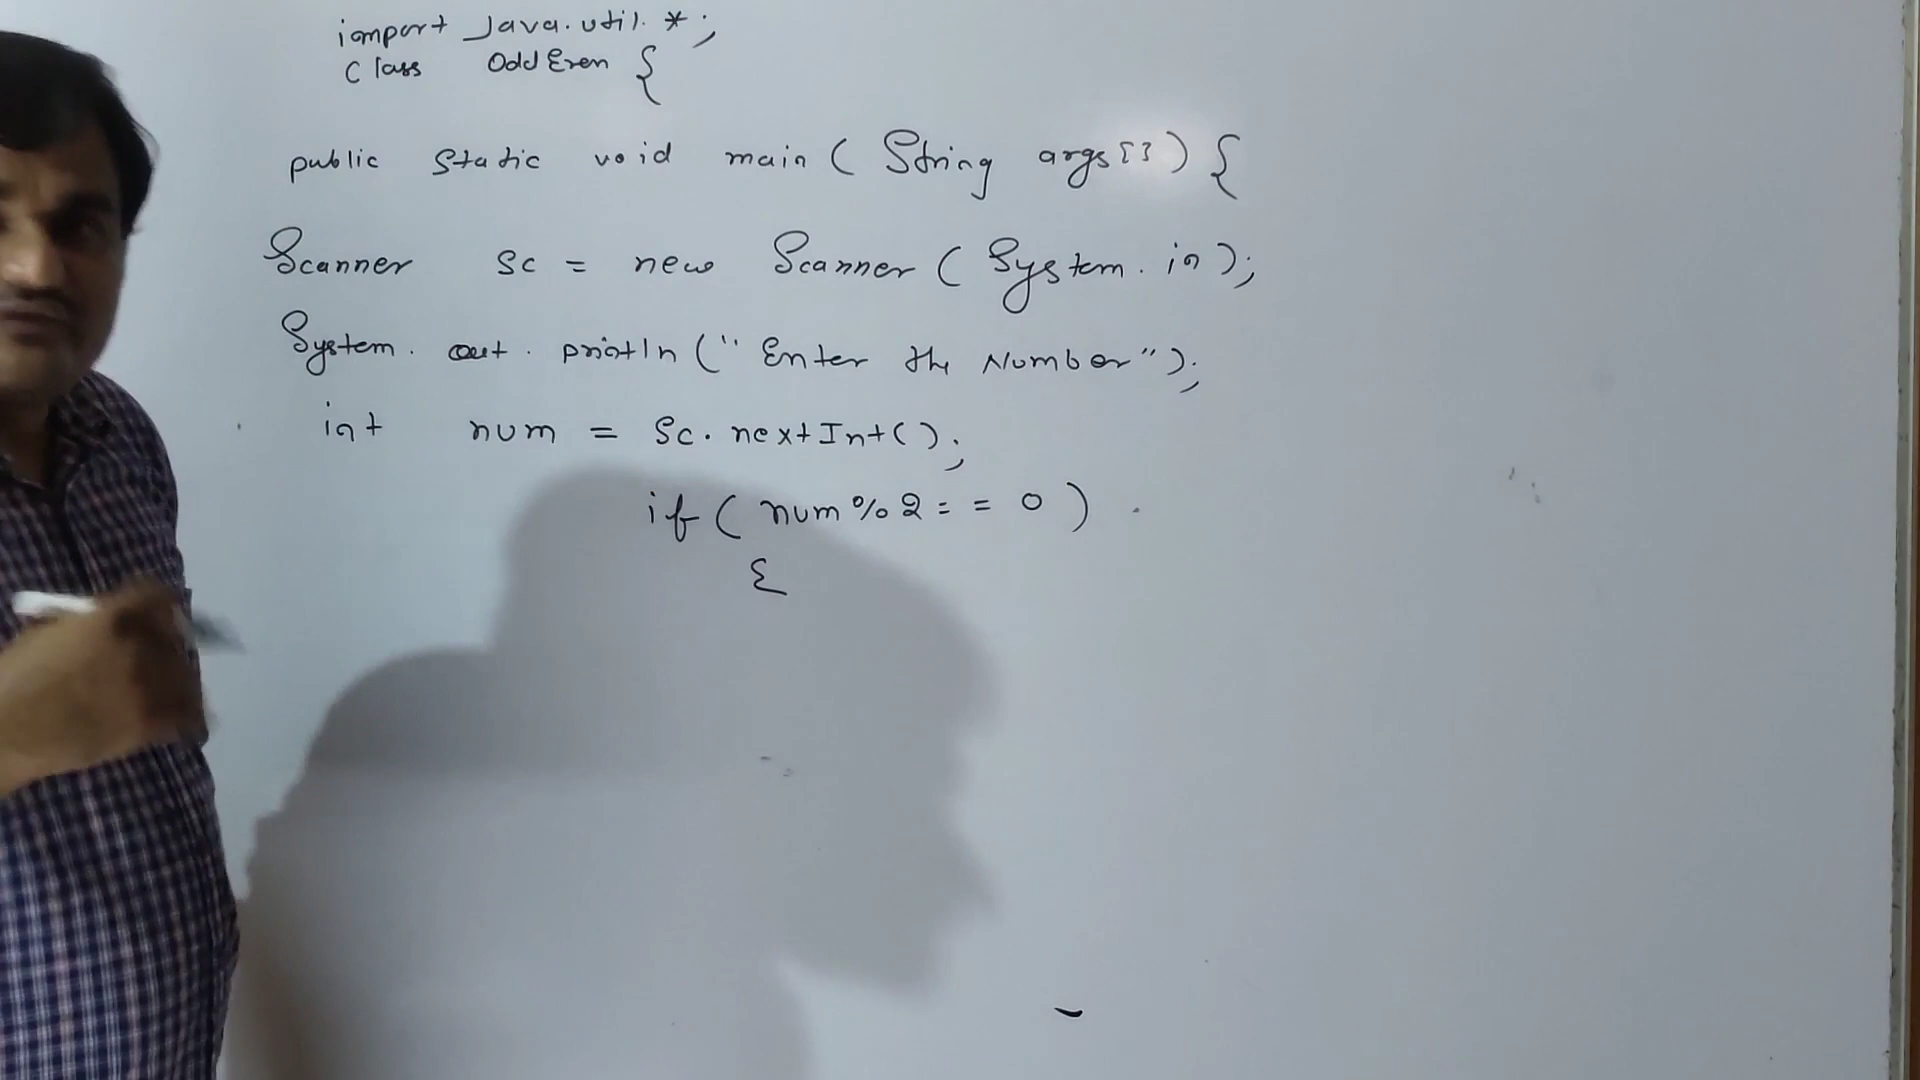 import java.util.*;
class OddEven {
public static void main ( String args[]) {
Scanner sc = new Scanner ( System.in );
System.out.println (" Enter the Number ");
int num = sc.nextInt();
if ( num % 2 = = 0 )
{